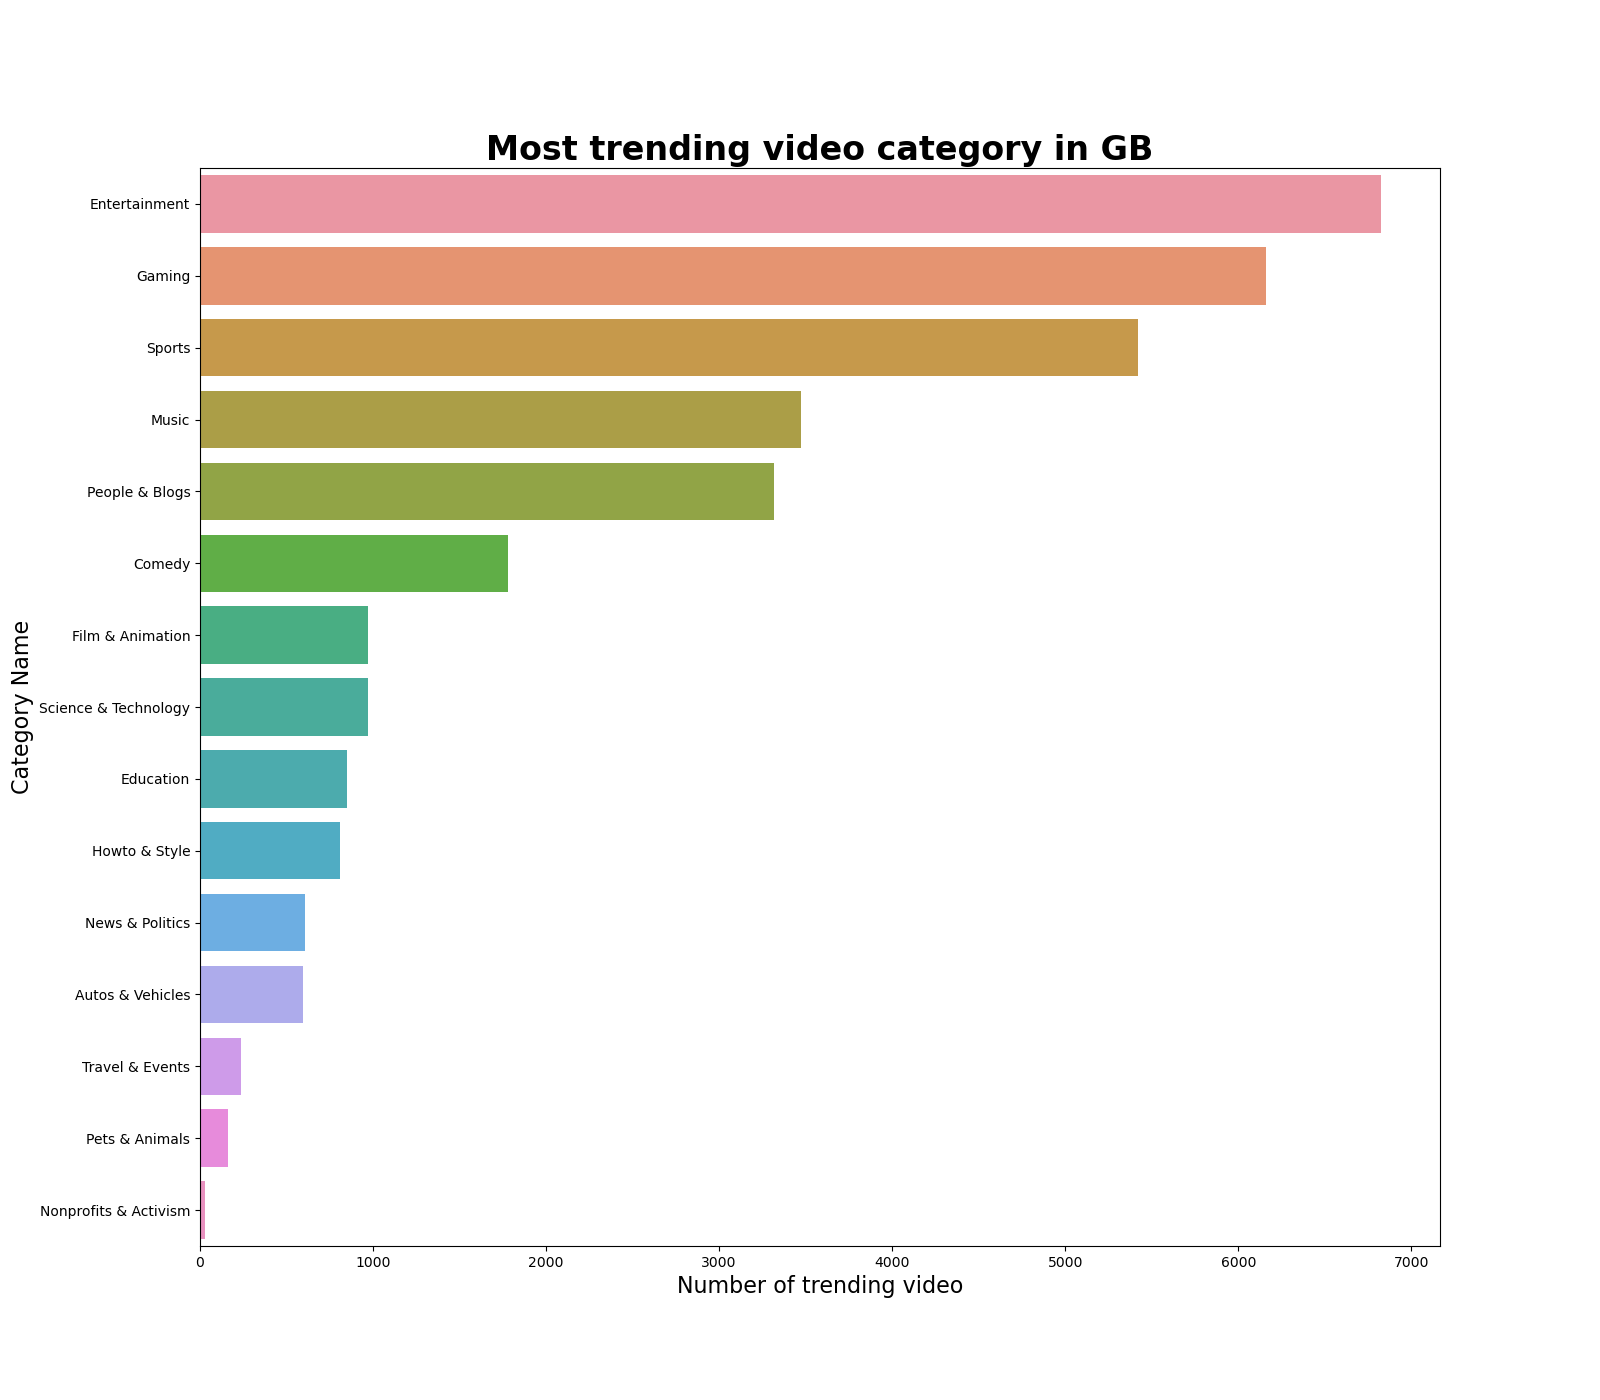 Most trending video category in GB
Entertainment
Gaming
Sports
Music
People & Blogs
Comedy
Film & Animation
Science & Technology
Education
Howto & Style
News & Politics
Autos & Vehicles
Travel & Events
Pets & Animals
Nonprofits & Activism
Category Name
0 1000 2000 3000 4000 5000 6000 7000
Number of trending video